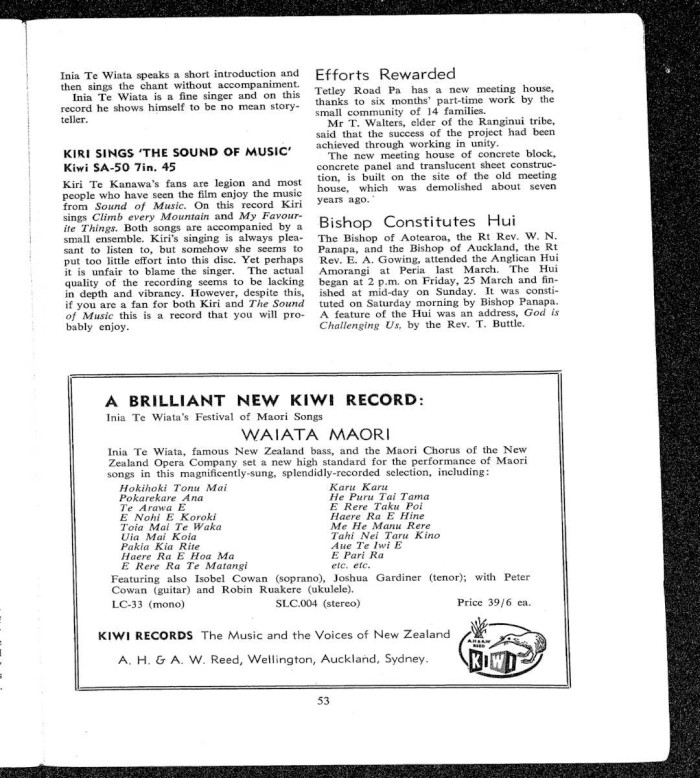 Inia Te Wiata speaks a short introduction and
then sings the chant without accompaniment.
Inia Te Wiata is a fine singer and on this
record he shows himself to be no mean story-
teller.
KIRI SINGS 'THE SOUND OF MUSIC'
Kiwi SA-50 7in. 45
Kiri Te Kanawa's fans are legion and most
people who have seen the film enjoy the music
from Sound of Music. On this record Kiri
sings Climb every Mountain and My Favour-
ite Things. Both songs are accompanied by a
small ensemble. Kiri's singing is always plea-
sant to listen to, but somehow she seems to
put too little effort into this disc. Yet perhaps
it is unfair to blame the singer. The actual
quality of the recording seems to be lacking
in depth and vibrancy. However, despite this,
if you are a fan for both Kiri and The Sound
of Music this is a record that you will pro-
bably enjoy.
Efforts Rewarded
Tetley Road Pa has a new meeting house,
thanks to six months' part-time work by the
small community of 14 families.
Mr T. Walters, elder of the Ranginui tribe,
said that the success of the project had been
achieved through working in unity.
The new meeting house of concrete block,
concrete panel and translucent sheet construc-
tion, is built on the site of the old meeting
house, which was demolished about seven
years ago.
Bishop Constitutes Hui
The Bishop of Aotearoa, the Rt Rev. W. N.
Panapa, and the Bishop of Auckland, the Rt
Rev. E. A. Gowing, attended the Anglican Hui
Amorangi at Peria last March. The Hui
began at 2 p.m. on Friday, 25 March and fin-
ished at mid-day on Sunday. It was consti-
tuted on Saturday morning by Bishop Panapa.
A feature of the Hui was an address, God is
Challenging Us, by the Rev. T. Buttle.
A BRILLIANT NEW KIWI RECORD:
Inia Te Wiata's Festival of Maori Songs
WAIATA MAORI
Inia Te Wiata, famous New Zealand bass, and the Maori Chorus of the New
Zealand Opera Company set a new high standard for the performance of Maori
songs in this magnificently-sung, splendidly-recorded selection, including:
Hokihoki Tonu Mai
Pokarekare Ana
Te Arawa E
E Nohi E Koroki
Toia Mai Te Waka
Uia Mai Koia
Pakia Kia Rite
Haere Ra E Hoa Ma
E Rere Ra Te Matangi
Karu Karu
He Puru Tai Tama
E Rere Taku Poi
Haere Ra E Hine
Me He Manu Rere
Tahi Nei Taru Kino
Aue Te Iwi E
E Pari Ra
etc. etc.
Featuring also Isobel Cowan (soprano), Joshua Gardiner (tenor); with Peter
Cowan (guitar) and Robin Ruakere (ukulele).
LC-33 (mono) SLC.004 (stereo) Price 39/6 ea.
KIWI RECORDS The Music and the Voices of New Zealand
A. H. & A. W. Reed, Wellington, Auckland, Sydney.
A H & A W
REED
KIWI
53